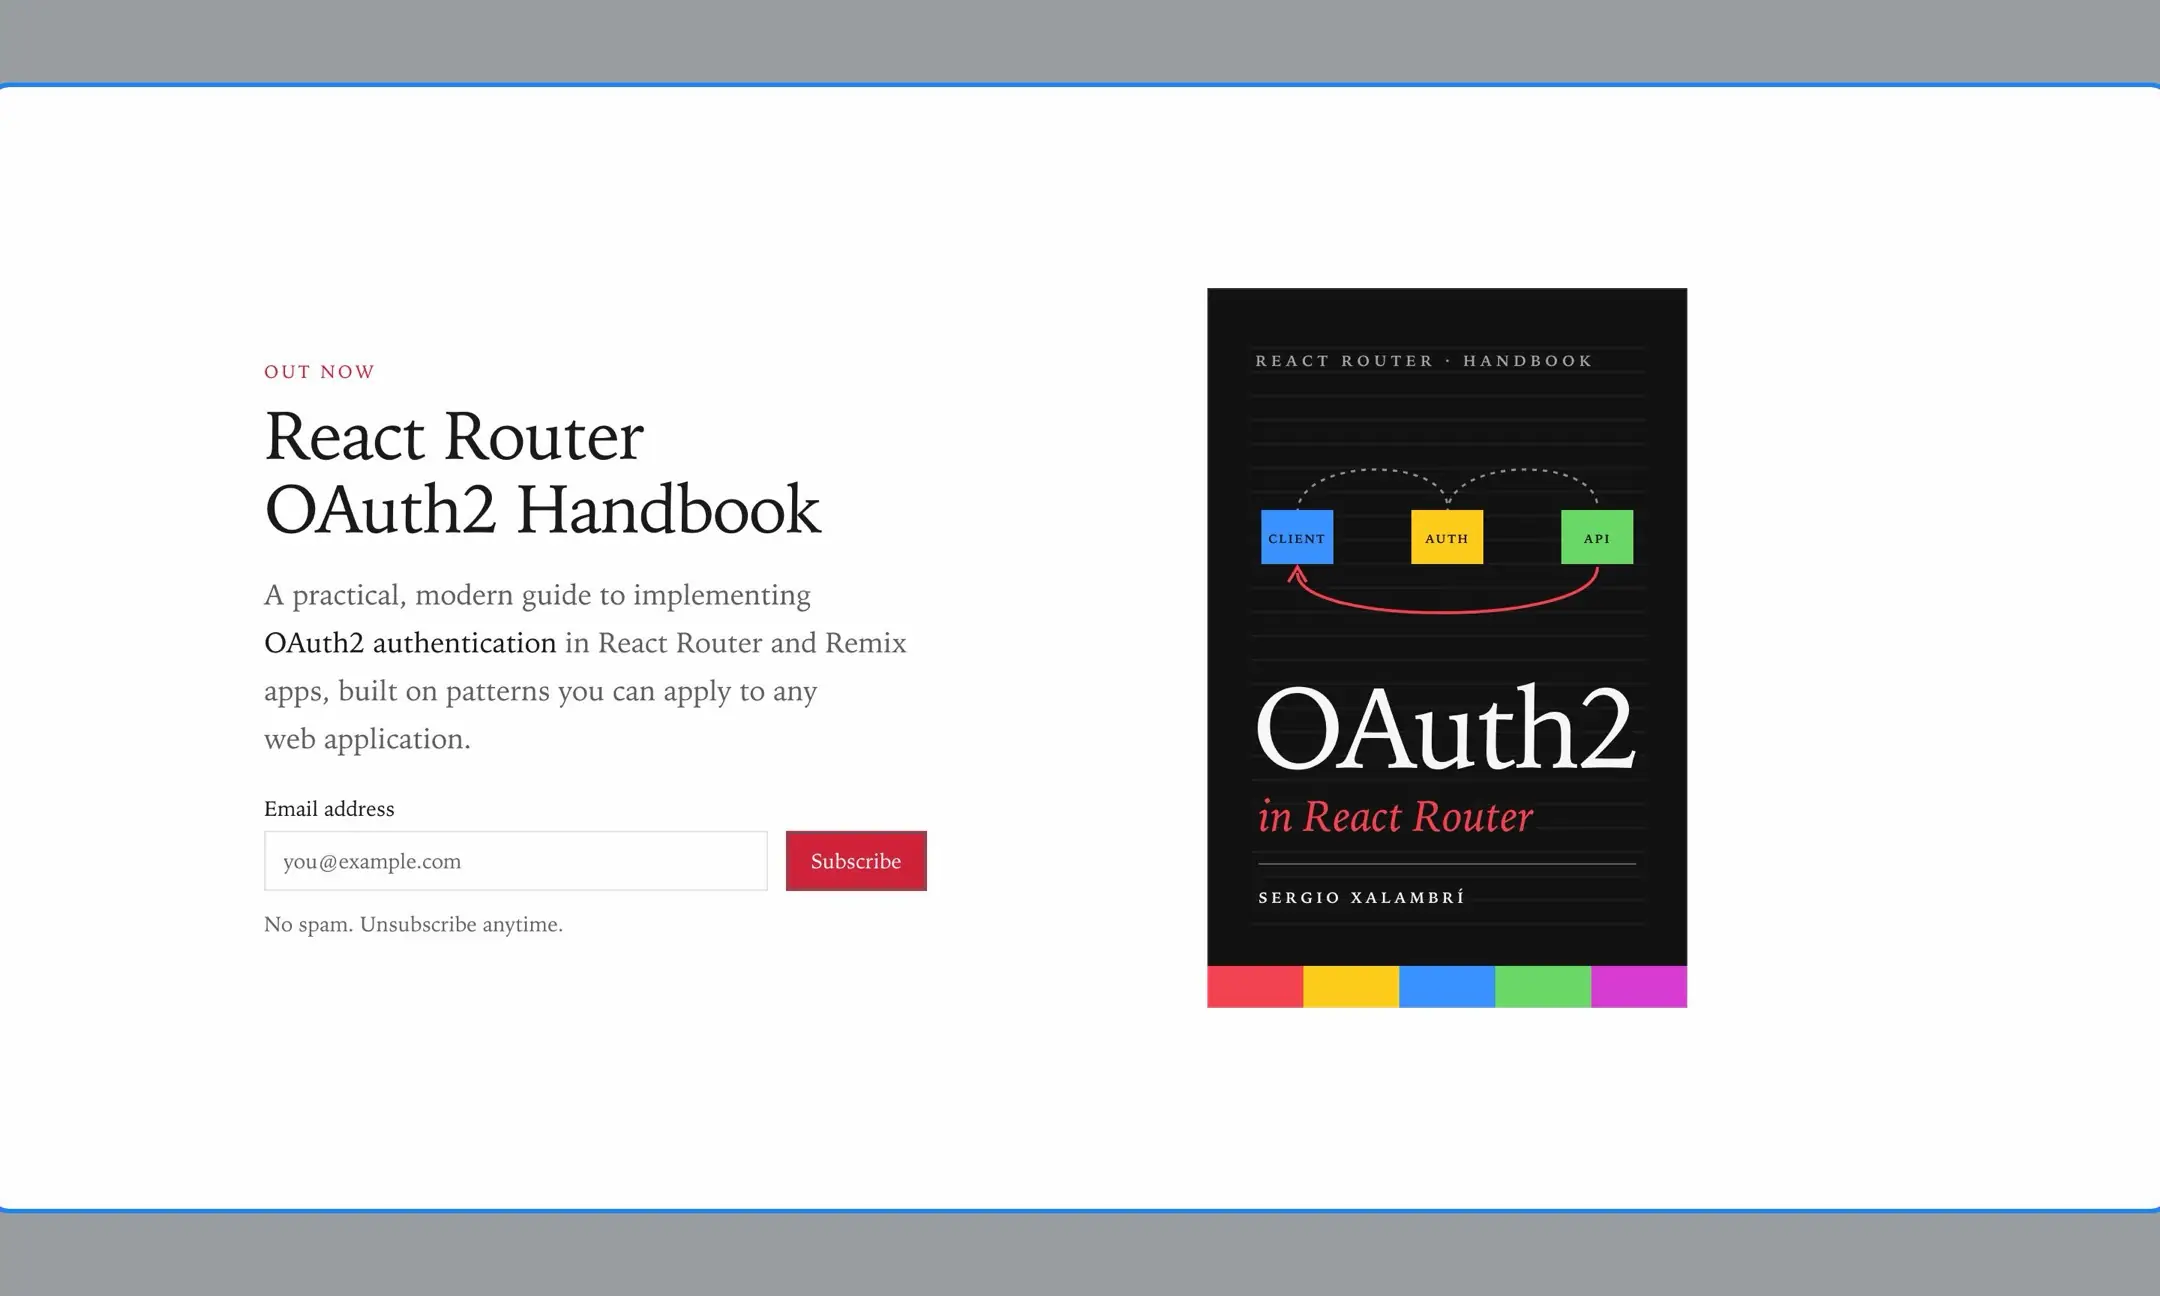 OUT NOW
React Router
OAuth2 Handbook
A practical, modern guide to implementing
OAuth2 authentication in React Router and Remix
apps, built on patterns you can apply to any
web application.
Email address
you@example.com
Subscribe
No spam. Unsubscribe anytime.
REACT ROUTER · HANDBOOK
CLIENT
AUTH
API
OAuth2
in React Router
SERGIO XALAMBRÍ